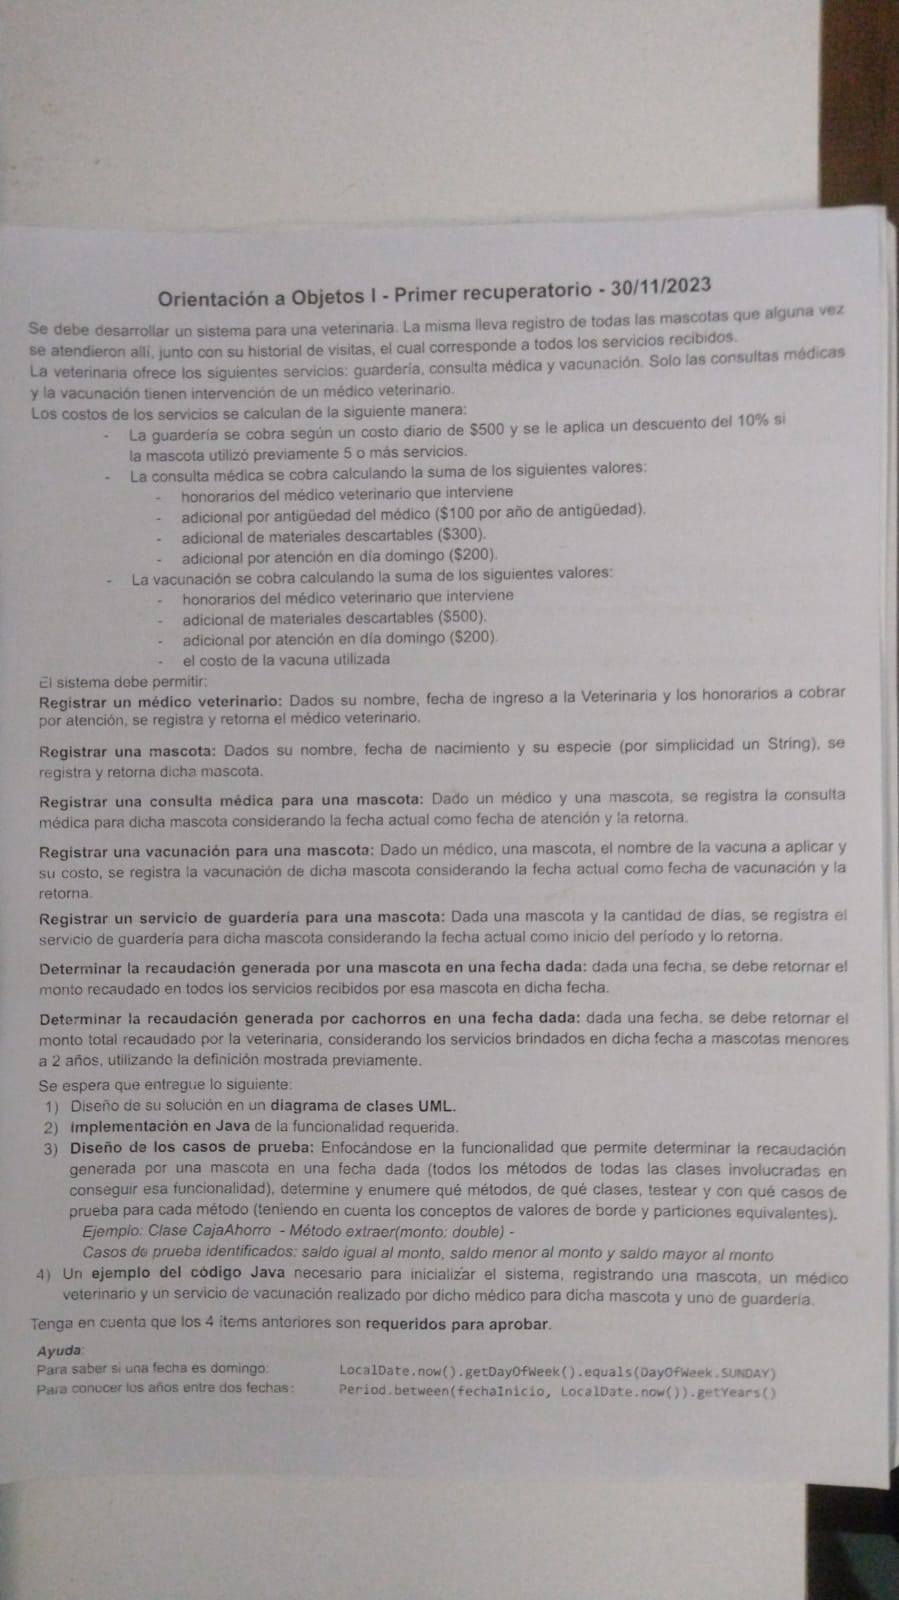 Orientación a Objetos I - Primer recuperatorio - 30/11/2023
Se debe desarrollar un sistema para una veterinaria. La misma lleva registro de todas las mascotas que alguna vez
se atendieron allí, junto con su historial de visitas, el cual corresponde a todos los servicios recibidos.
La veterinaria ofrece los siguientes servicios: guardería, consulta médica y vacunación. Solo las consultas médicas
y la vacunación tienen intervención de un médico veterinario.
Los costos de los servicios se calculan de la siguiente manera:
- La guardería se cobra según un costo diario de $500 y se le aplica un descuento del 10% si
la mascota utilizó previamente 5 o más servicios.
- La consulta médica se cobra calculando la suma de los siguientes valores:
- honorarios del médico veterinario que interviene
- adicional por antigüedad del médico ($100 por año de antigüedad).
- adicional de materiales descartables ($300).
- adicional por atención en día domingo ($200).
- La vacunación se cobra calculando la suma de los siguientes valores:
- honorarios del médico veterinario que interviene
- adicional de materiales descartables ($500).
- adicional por atención en día domingo ($200)
- el costo de la vacuna utilizada
El sistema debe permitir:
Registrar un médico veterinario: Dados su nombre, fecha de ingreso a la Veterinaria y los honorarios a cobrar
por atención, se registra y retorna el médico veterinario.
Registrar una mascota: Dados su nombre, fecha de nacimiento y su especie (por simplicidad un String), se
registra y retorna dicha mascota.
Registrar una consulta médica para una mascota: Dado un médico y una mascota, se registra la consulta
médica para dicha mascota considerando la fecha actual como fecha de atención y la retorna.
Registrar una vacunación para una mascota: Dado un médico, una mascota, el nombre de la vacuna a aplicar y
su costo, se registra la vacunación de dicha mascota considerando la fecha actual como fecha de vacunación y la
retorna.
Registrar un servicio de guardería para una mascota: Dada una mascota y la cantidad de días, se registra el
servicio de guardería para dicha mascota considerando la fecha actual como inicio del período y lo retorna.
Determinar la recaudación generada por una mascota en una fecha dada: dada una fecha, se debe retornar el
monto recaudado en todos los servicios recibidos por esa mascota en dicha fecha.
Determinar la recaudación generada por cachorros en una fecha dada: dada una fecha, se debe retornar el
monto total recaudado por la veterinaria, considerando los servicios brindados en dicha fecha a mascotas menores
a 2 años, utilizando la definición mostrada previamente.
Se espera que entregue lo siguiente:
1) Diseño de su solución en un diagrama de clases UML.
2) Implementación en Java de la funcionalidad requerida.
3) Diseño de los casos de prueba: Enfocándose en la funcionalidad que permite determinar la recaudación
generada por una mascota en una fecha dada (todos los métodos de todas las clases involucradas en
conseguir esa funcionalidad), determine y enumere qué métodos, de qué clases, testear y con qué casos de
prueba para cada método (teniendo en cuenta los conceptos de valores de borde y particiones equivalentes).
Ejemplo: Clase CajaAhorro - Método extraer(monto: double) -
Casos de prueba identificados: saldo igual al monto, saldo menor al monto y saldo mayor al monto
4) Un ejemplo del código Java necesario para inicializar el sistema, registrando una mascota, un médico
veterinario y un servicio de vacunación realizado por dicho médico para dicha mascota y uno de guardería.
Tenga en cuenta que los 4 ítems anteriores son requeridos para aprobar.
Ayuda:
Para saber si una fecha es domingo: LocalDate.now().getDayOfWeek().equals(DayOfWeek.SUNDAY)
Para conocer los años entre dos fechas: Period.between(fechaInicio, LocalDate.now()).getYears()